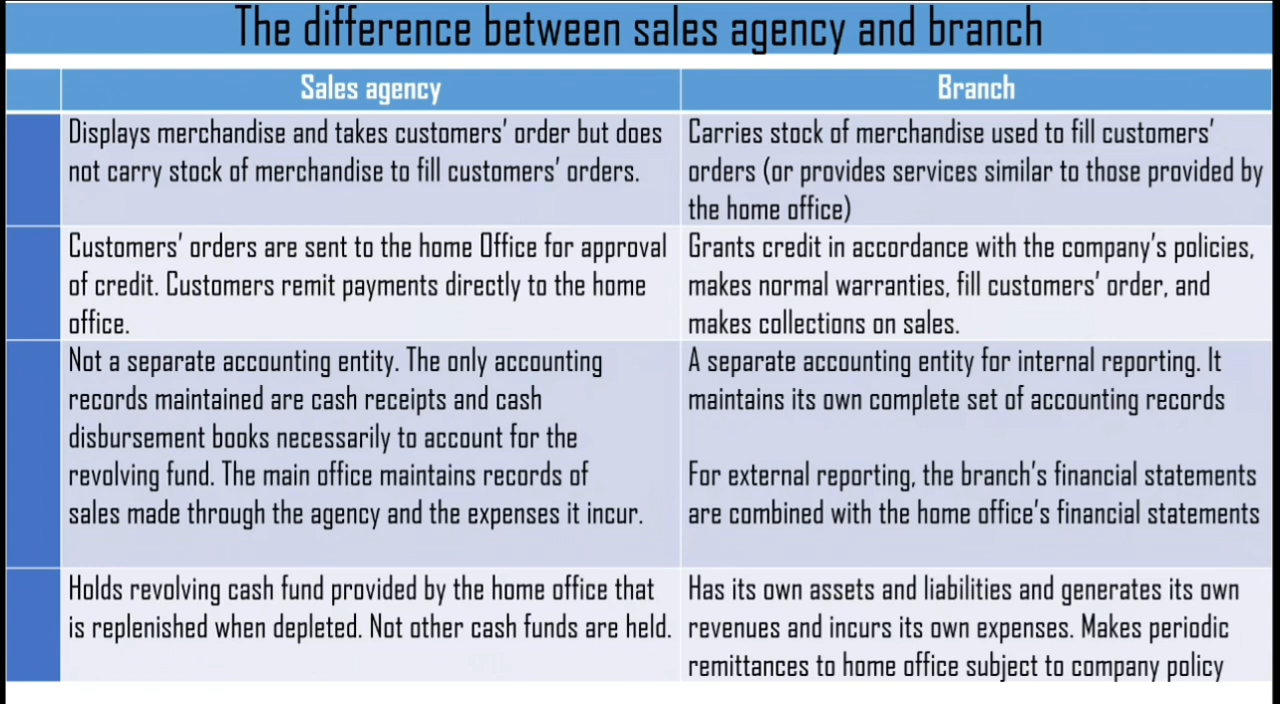 The difference between sales agency and branch
Sales agency
Branch
Displays merchandise and takes customers' order but does
not carry stock of merchandise to fill customers' orders.
Carries stock of merchandise used to fill customers'
orders (or provides services similar to those provided by
the home office)
Customers' orders are sent to the home Office for approval
of credit. Customers remit payments directly to the home
office.
Grants credit in accordance with the company's policies,
makes normal warranties, fill customers' order, and
makes collections on sales.
Not a separate accounting entity. The only accounting
records maintained are cash receipts and cash
disbursement books necessarily to account for the
revolving fund. The main office maintains records of
sales made through the agency and the expenses it incur.
A separate accounting entity for internal reporting. It
maintains its own complete set of accounting records
For external reporting, the branch's financial statements
are combined with the home office's financial statements
Holds revolving cash fund provided by the home office that
is replenished when depleted. Not other cash funds are held.
Has its own assets and liabilities and generates its own
revenues and incurs its own expenses. Makes periodic
remittances to home office subject to company policy